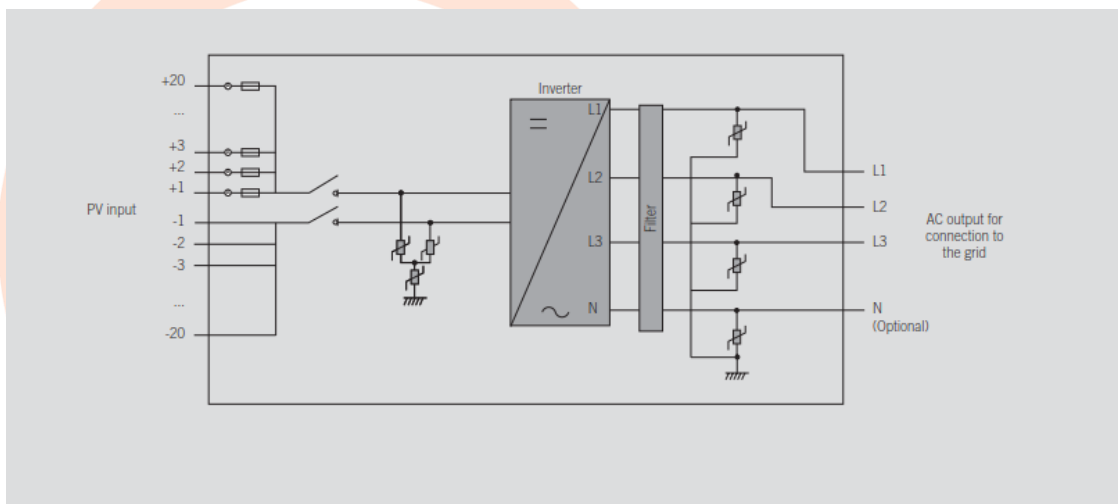 Inverter
+20
...
+3
+2
+1
PV input
-1
-2
-3
...
-20
L1
L2
L3
N
Filter
L1
L2
L3
N
(Optional)
AC output for
connection to
the grid